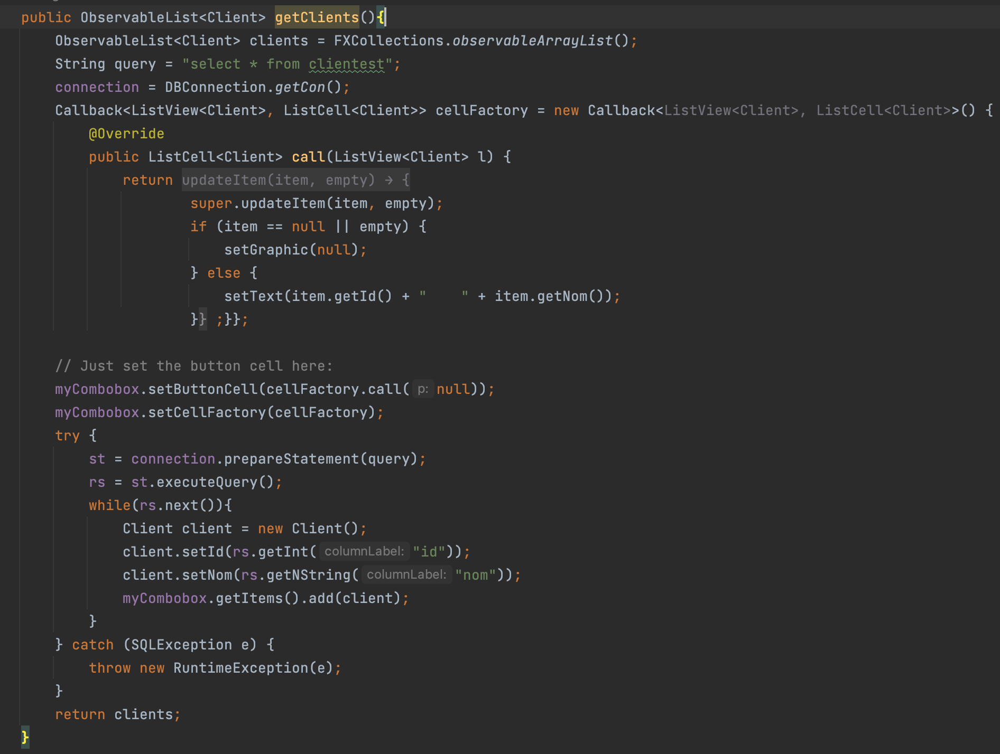 public ObservableList<Client> getClients(){
    ObservableList<Client> clients = FXCollections.observableArrayList();
    String query = "select * from clientest";
    connection = DBConnection.getCon();
    Callback<ListView<Client>, ListCell<Client>> cellFactory = new Callback<ListView<Client>, ListCell<Client>>() {
        @Override
        public ListCell<Client> call(ListView<Client> l) {
            return updateItem(item, empty) → {
                    super.updateItem(item, empty);
                    if (item == null || empty) {
                        setGraphic(null);
                    } else {
                        setText(item.getId() + "    " + item.getNom());
                    }} ;}};

    // Just set the button cell here:
    myCombobox.setButtonCell(cellFactory.call( p: null));
    myCombobox.setCellFactory(cellFactory);
    try {
        st = connection.prepareStatement(query);
        rs = st.executeQuery();
        while(rs.next()){
            Client client = new Client();
            client.setId(rs.getInt( columnLabel: "id"));
            client.setNom(rs.getNString( columnLabel: "nom"));
            myCombobox.getItems().add(client);
        }
    } catch (SQLException e) {
        throw new RuntimeException(e);
    }
    return clients;
}